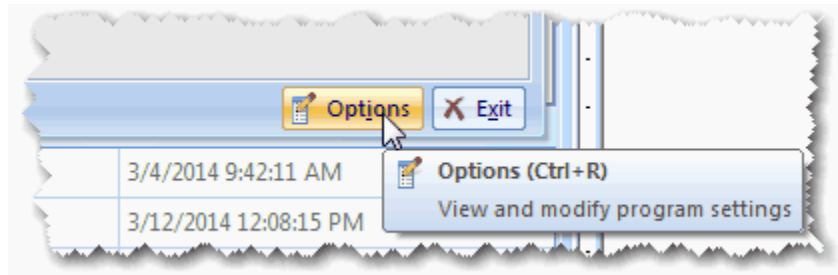 Options Exit
3/4/2014 9:42:11 AM
Options (Ctrl+R)
View and modify program settings
3/12/2014 12:08:15 PM